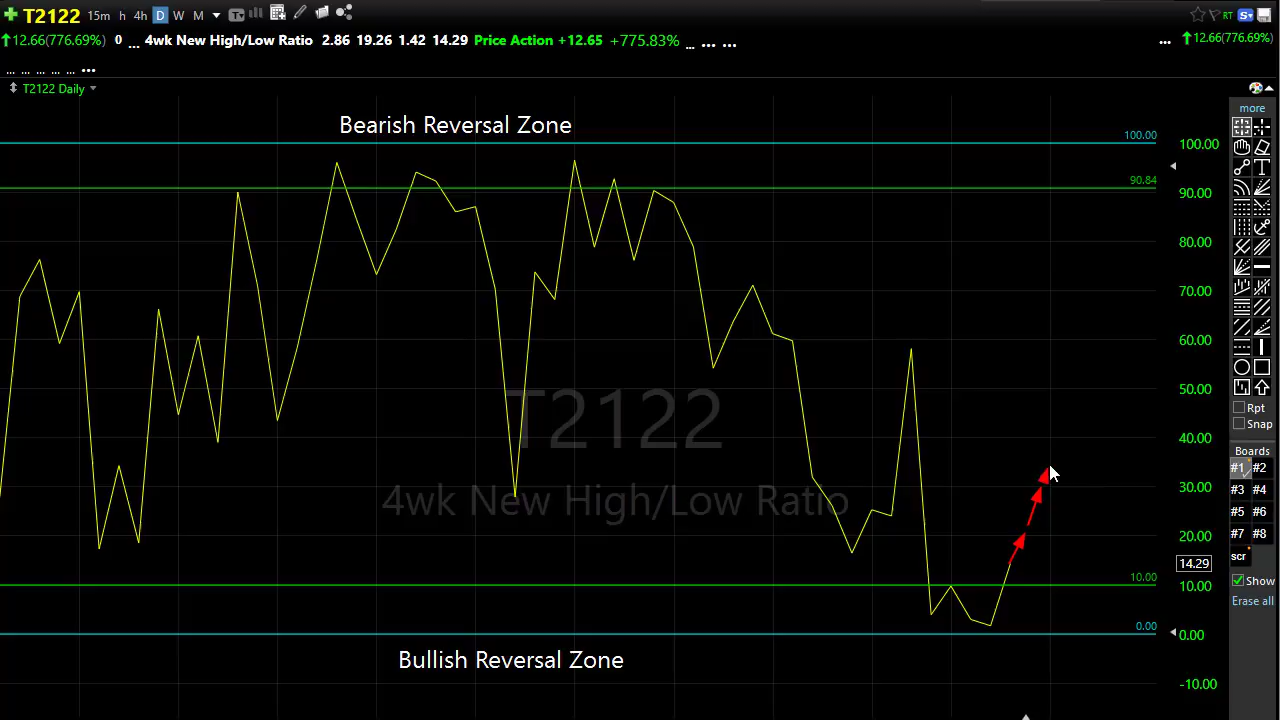 T2122 15m h 4h D W M RT S
12.66(776.69%) 0 ... 4wk New High/Low Ratio 2.86 19.26 1.42 14.29 Price Action +12.65 +775.83% ... ... ... ... 12.66(776.69%)
... ... ... ... ... ...
T2122 Daily
more
Bearish Reversal Zone
100.00 100.00
90.84 90.00
80.00
70.00
60.00
50.00
T2122
40.00
4wk New High/Low Ratio
30.00
20.00
14.29
10.00 10.00
0.00 0.00
Bullish Reversal Zone
-10.00
T
Rpt
Snap
Boards
#1 #2
#3 #4
#5 #6
#7 #8
scr
Show
Erase all